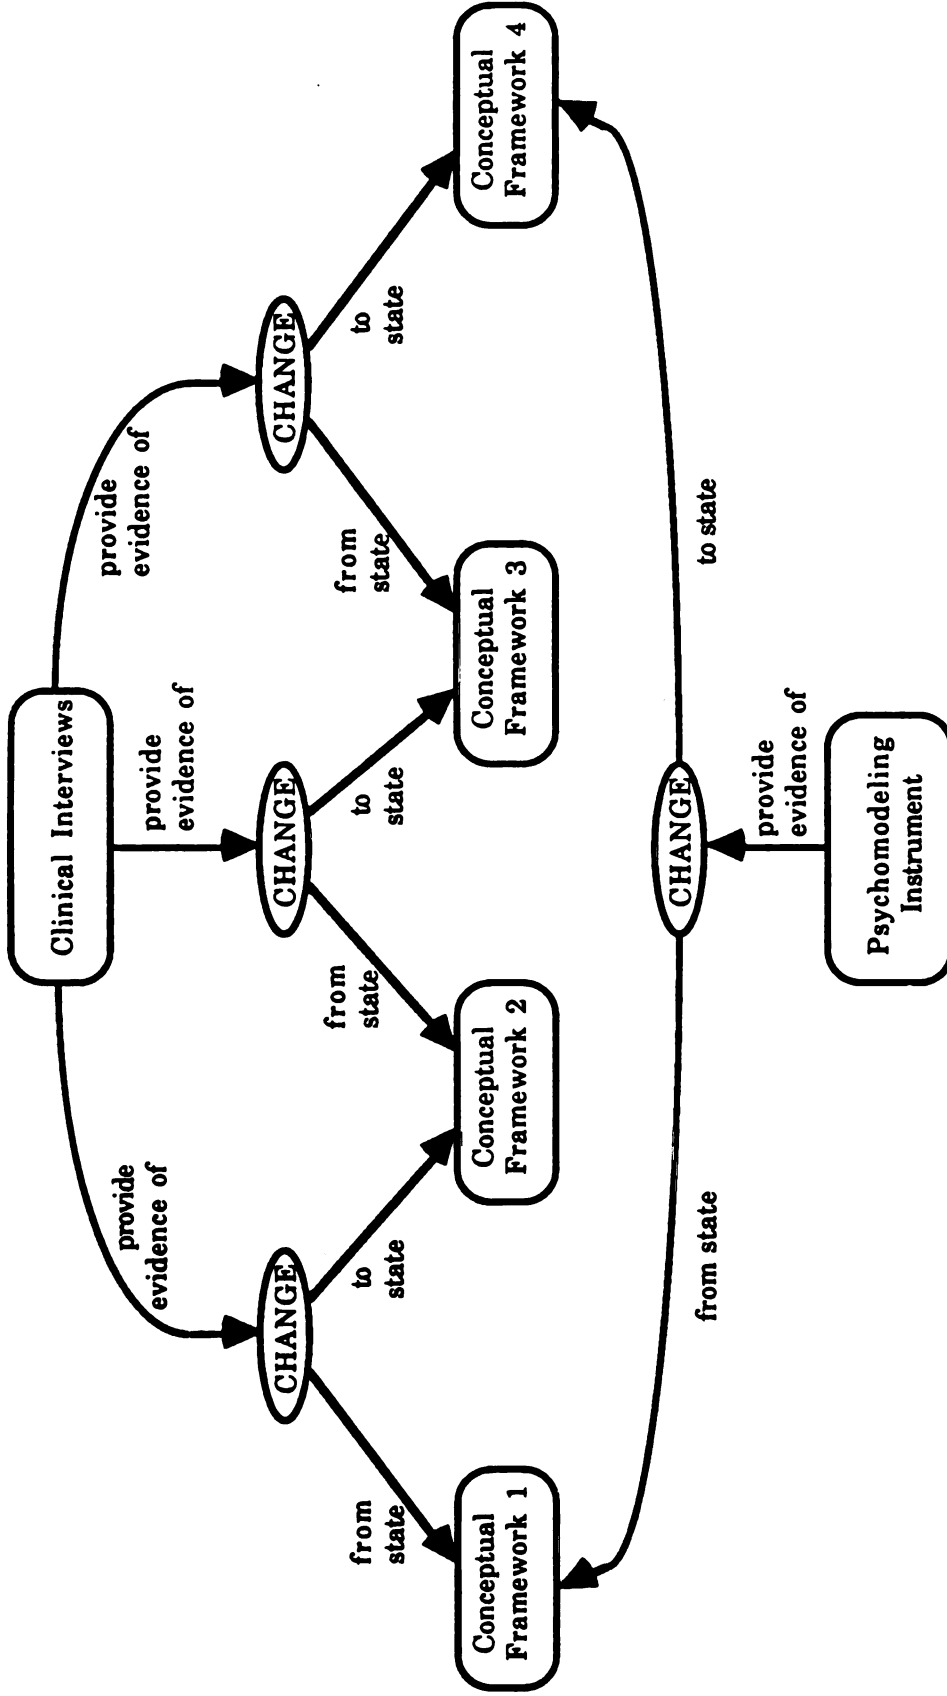 Clinical Interviews
provide
evidence of
provide
evidence of
provide
evidence of
CHANGE
CHANGE
CHANGE
from
state
to
state
from
state
to
state
from
state
to
state
Conceptual
Framework 1
Conceptual
Framework 2
Conceptual
Framework 3
Conceptual
Framework 4
from state
CHANGE
to state
provide
evidence of
Psychomodeling
Instrument